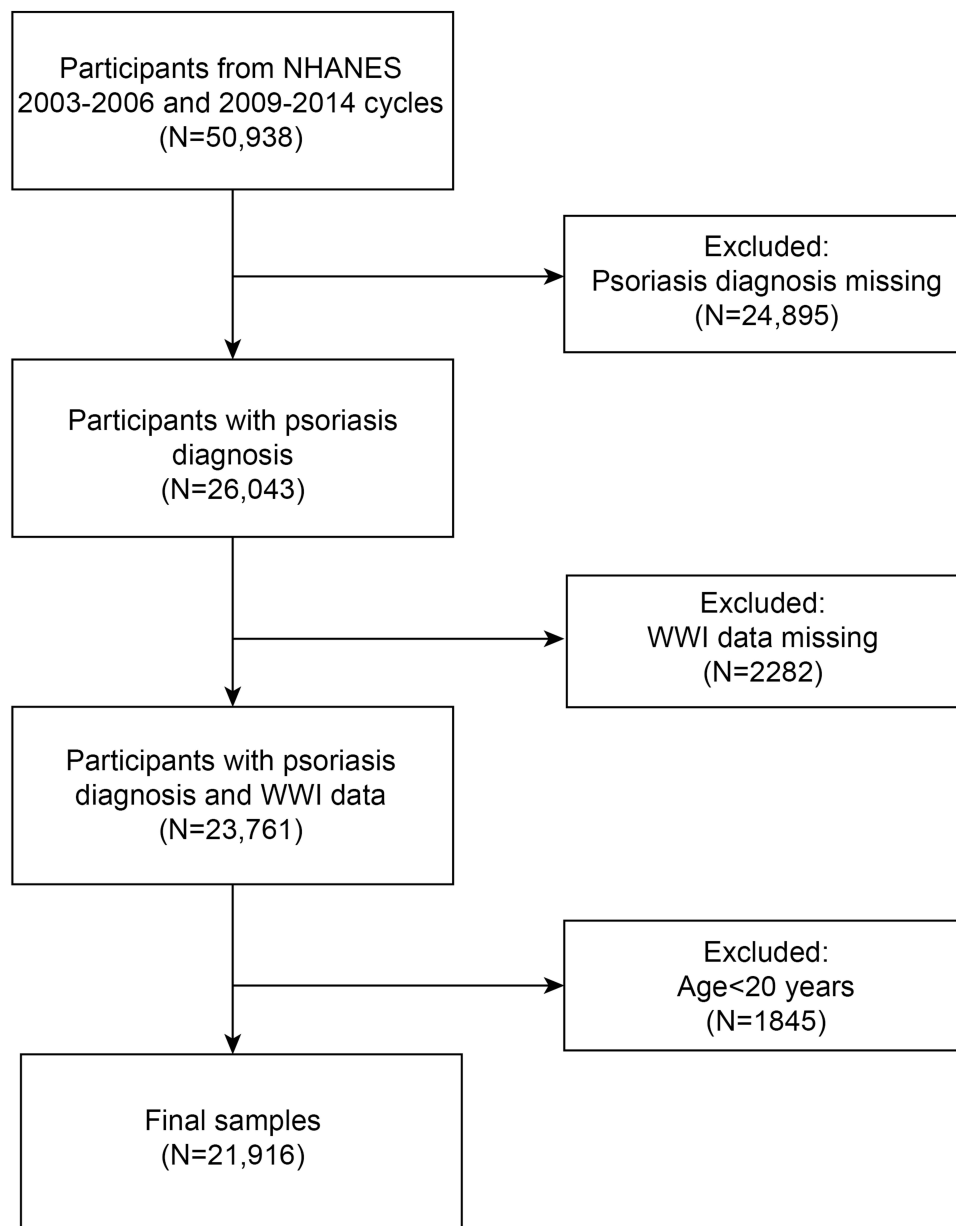 Participants from NHANES
2003-2006 and 2009-2014 cycles
(N=50,938)
Excluded:
Psoriasis diagnosis missing
(N=24,895)
Participants with psoriasis
diagnosis
(N=26,043)
Excluded:
WWI data missing
(N=2282)
Participants with psoriasis
diagnosis and WWI data
(N=23,761)
Excluded:
Age<20 years
(N=1845)
Final samples
(N=21,916)